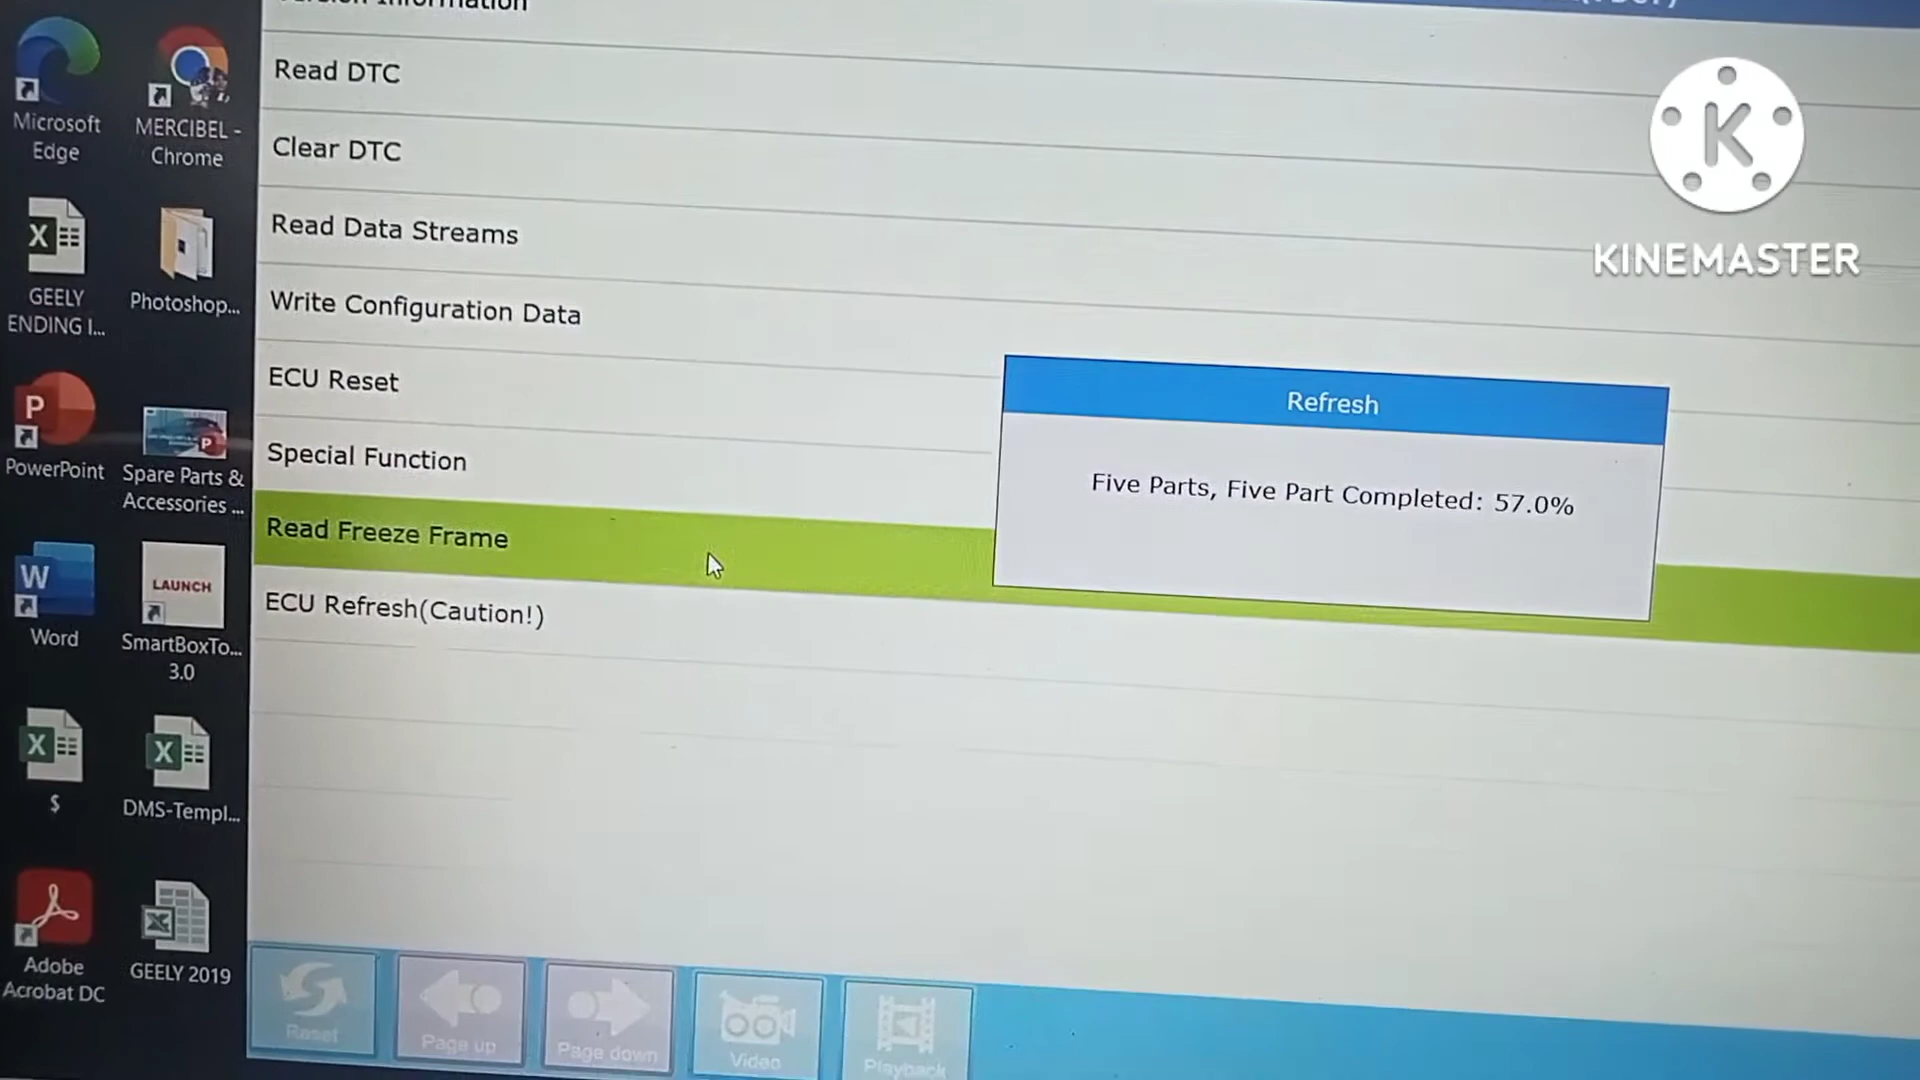 Microsoft
Edge
MERCIBEL -
Chrome
GEELY
ENDING I...
Photoshop...
P
PowerPoint
P
Spare Parts &
Accessories ...
W
Word
LAUNCH
SmartBoxTo...
3.0
X
$
X
DMS-Templ...
Adobe
Acrobat DC
X
GEELY 2019
Information
Read DTC
Clear DTC
Read Data Streams
Write Configuration Data
ECU Reset
Special Function
Read Freeze Frame
ECU Refresh(Caution!)
Refresh
Five Parts, Five Part Completed: 57.0%
Reset
Page up
Page down
Video
Playback
K
KINEMASTER